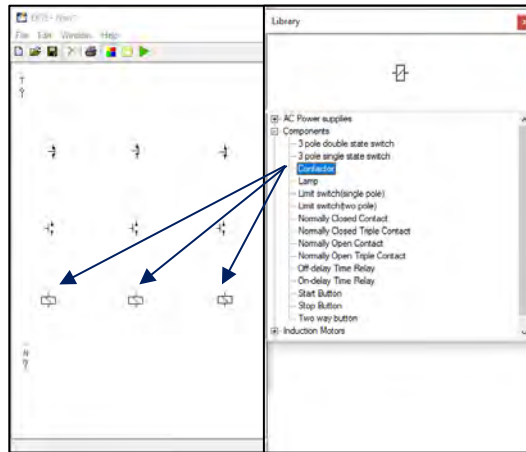 File Edit Window Help
T
N
Library
AC Power supplies
Components
3 pole double state switch
3 pole single state switch
Contactor
Lamp
Limit switch(single pole)
Limit switch(two pole)
Normally Closed Contact
Normally Closed Triple Contact
Normally Open Contact
Normally Open Triple Contact
Off-delay Time Relay
On-delay Time Relay
Start Button
Stop Button
Two way button
Induction Motors